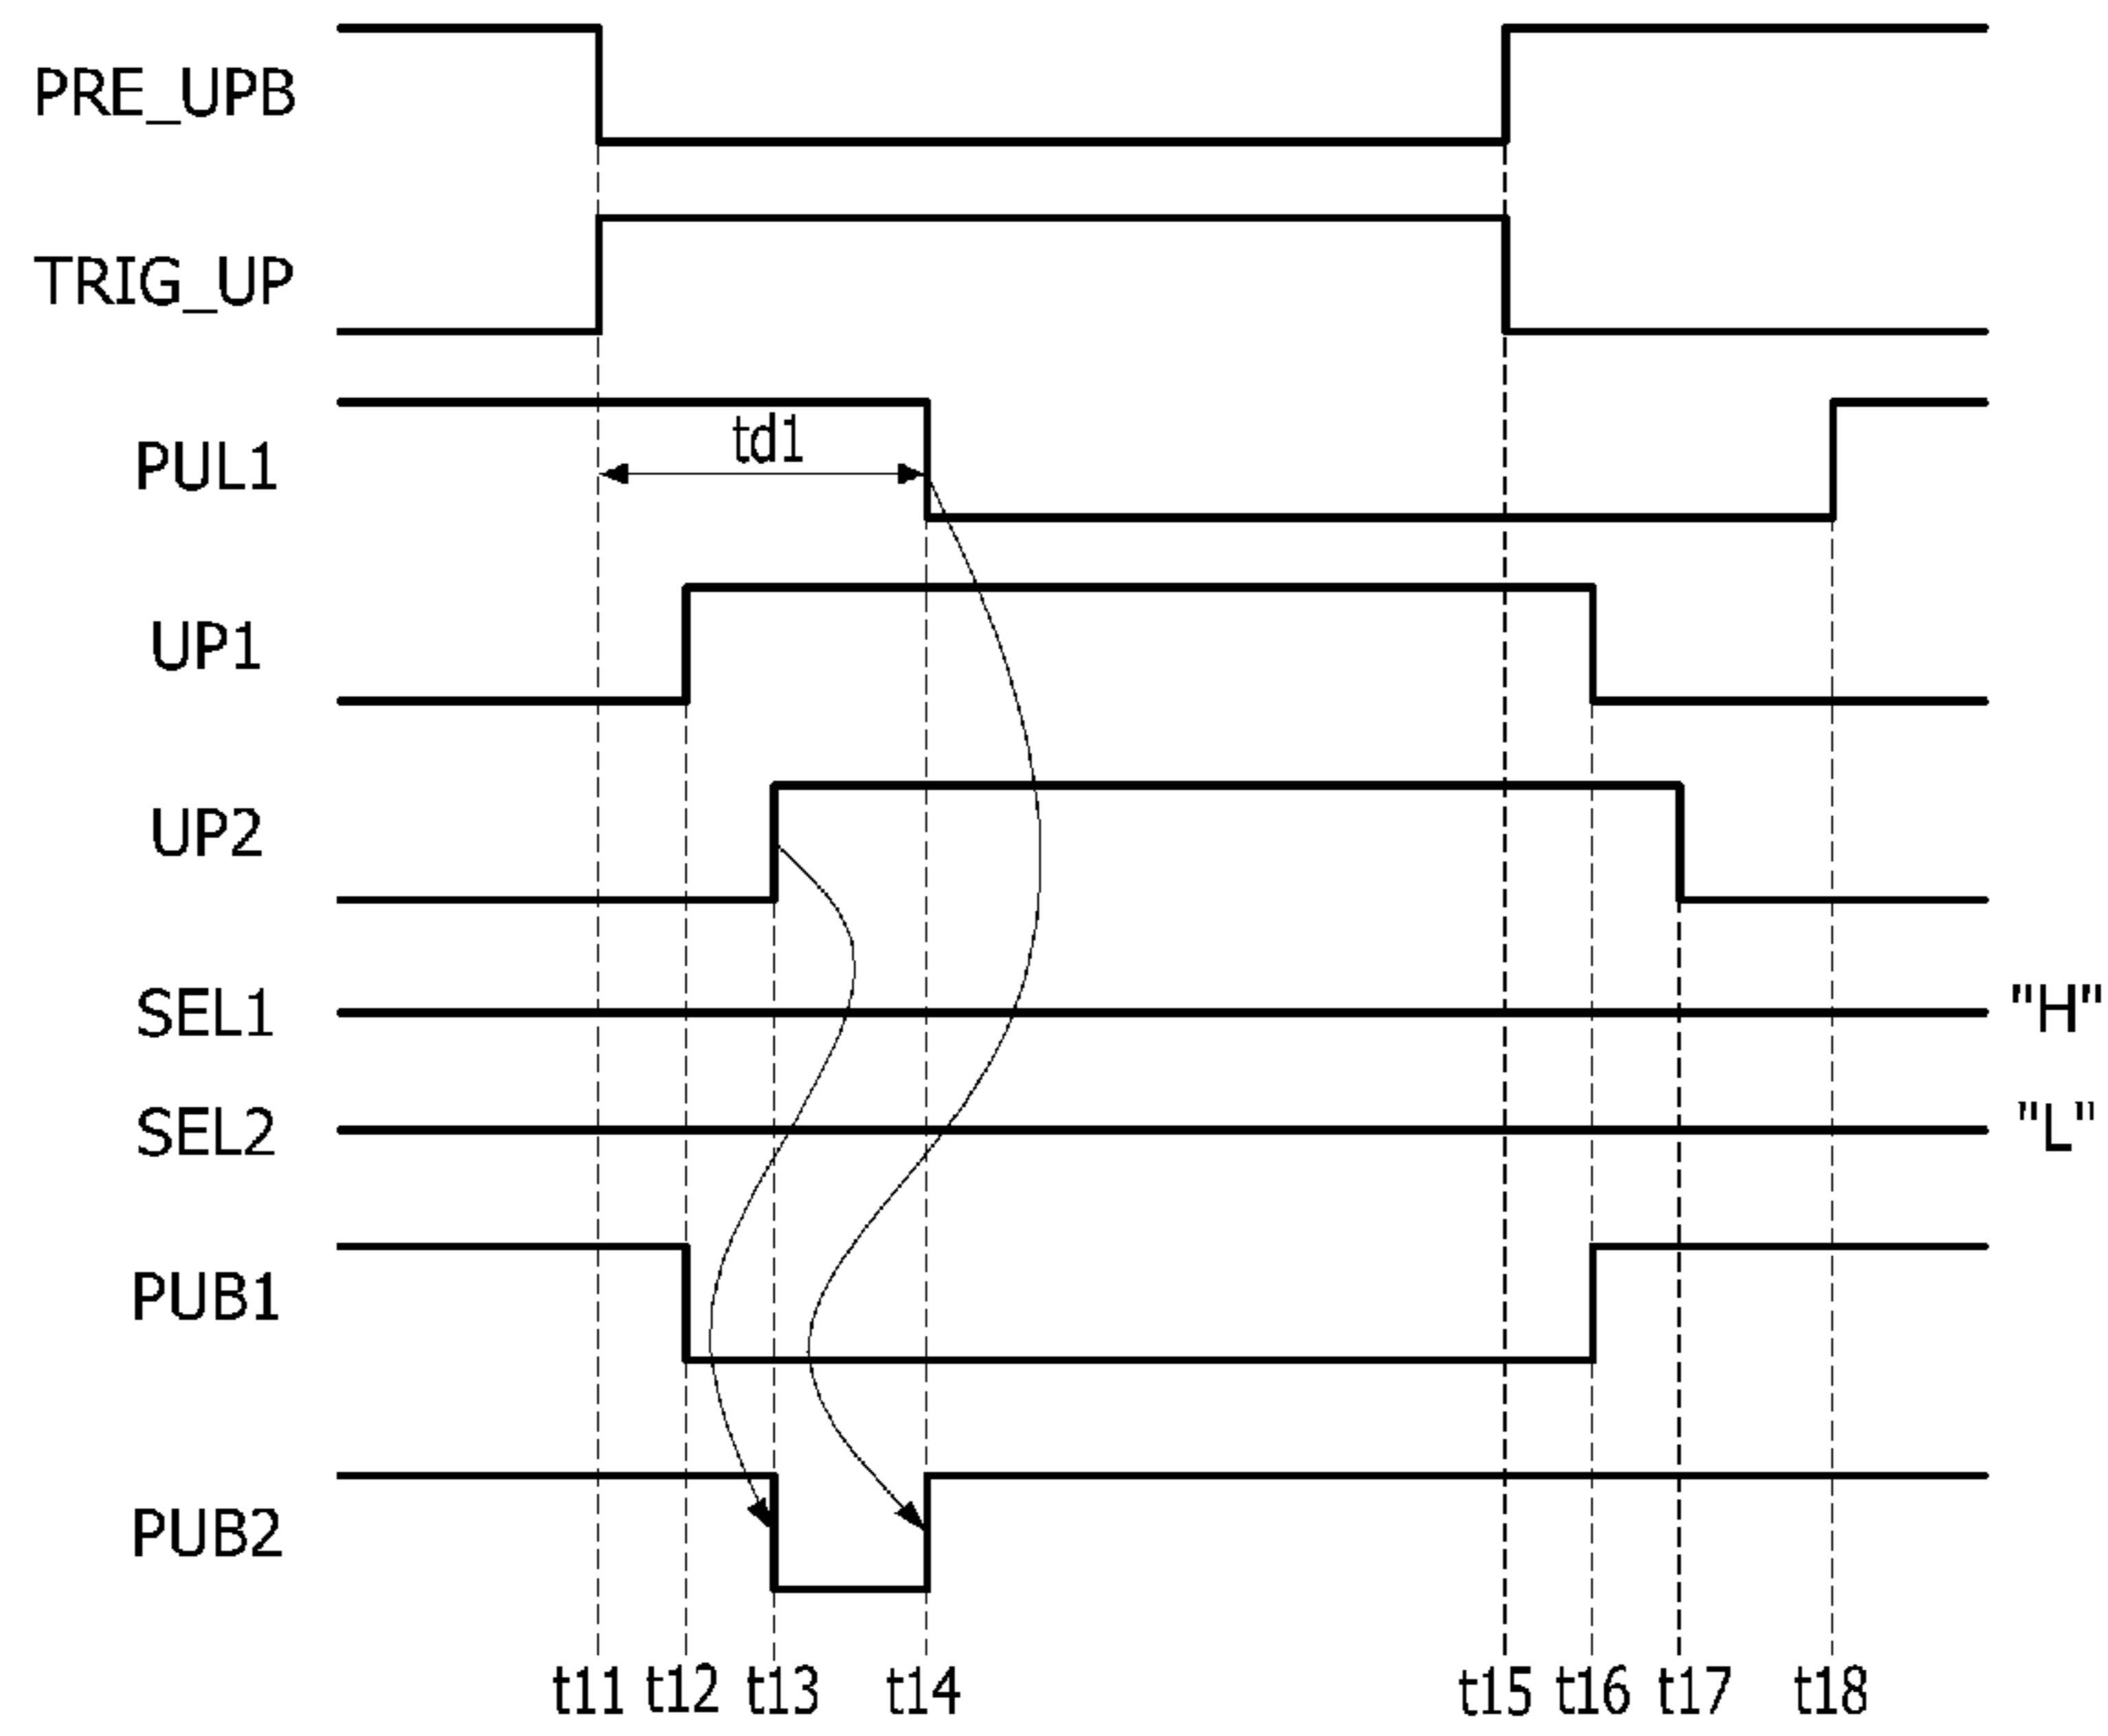 PRE_UPB
TRIG_UP
PUL1
td1
UP1
UP2
SEL1 "H"
SEL2 "L"
PUB1
PUB2
t11 t12 t13 t14 t15 t16 t17 t18